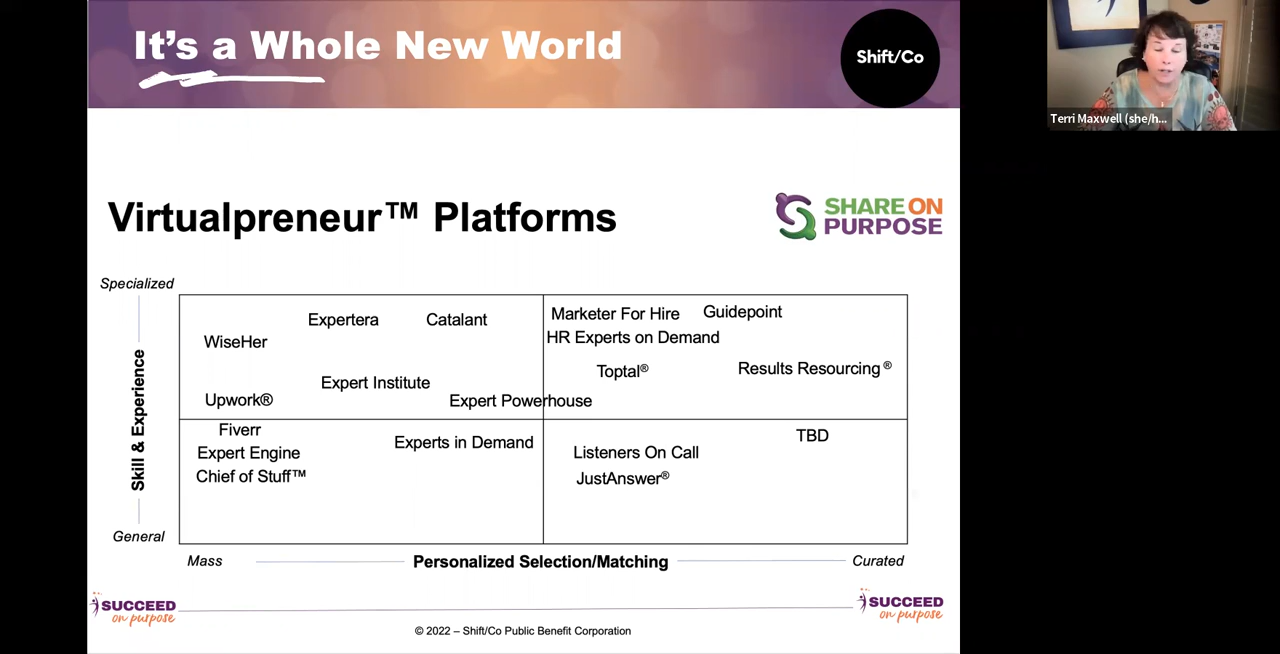 It's a Whole New World
Shift/Co
Terri Maxwell (she/h...
Virtualpreneur™ Platforms
SHARE ON
PURPOSE
Specialized
Skill & Experience
General
Expertera
Catalant
WiseHer
Expert Institute
Upwork®
Expert Powerhouse
Marketer For Hire
Guidepoint
HR Experts on Demand
Toptal®
Results Resourcing ®
Fiverr
Experts in Demand
Expert Engine
Chief of Stuff™
TBD
Listeners On Call
JustAnswer®
Mass
Personalized Selection/Matching
Curated
SUCCEED
on purpose
SUCCEED
on purpose
© 2022 – Shift/Co Public Benefit Corporation